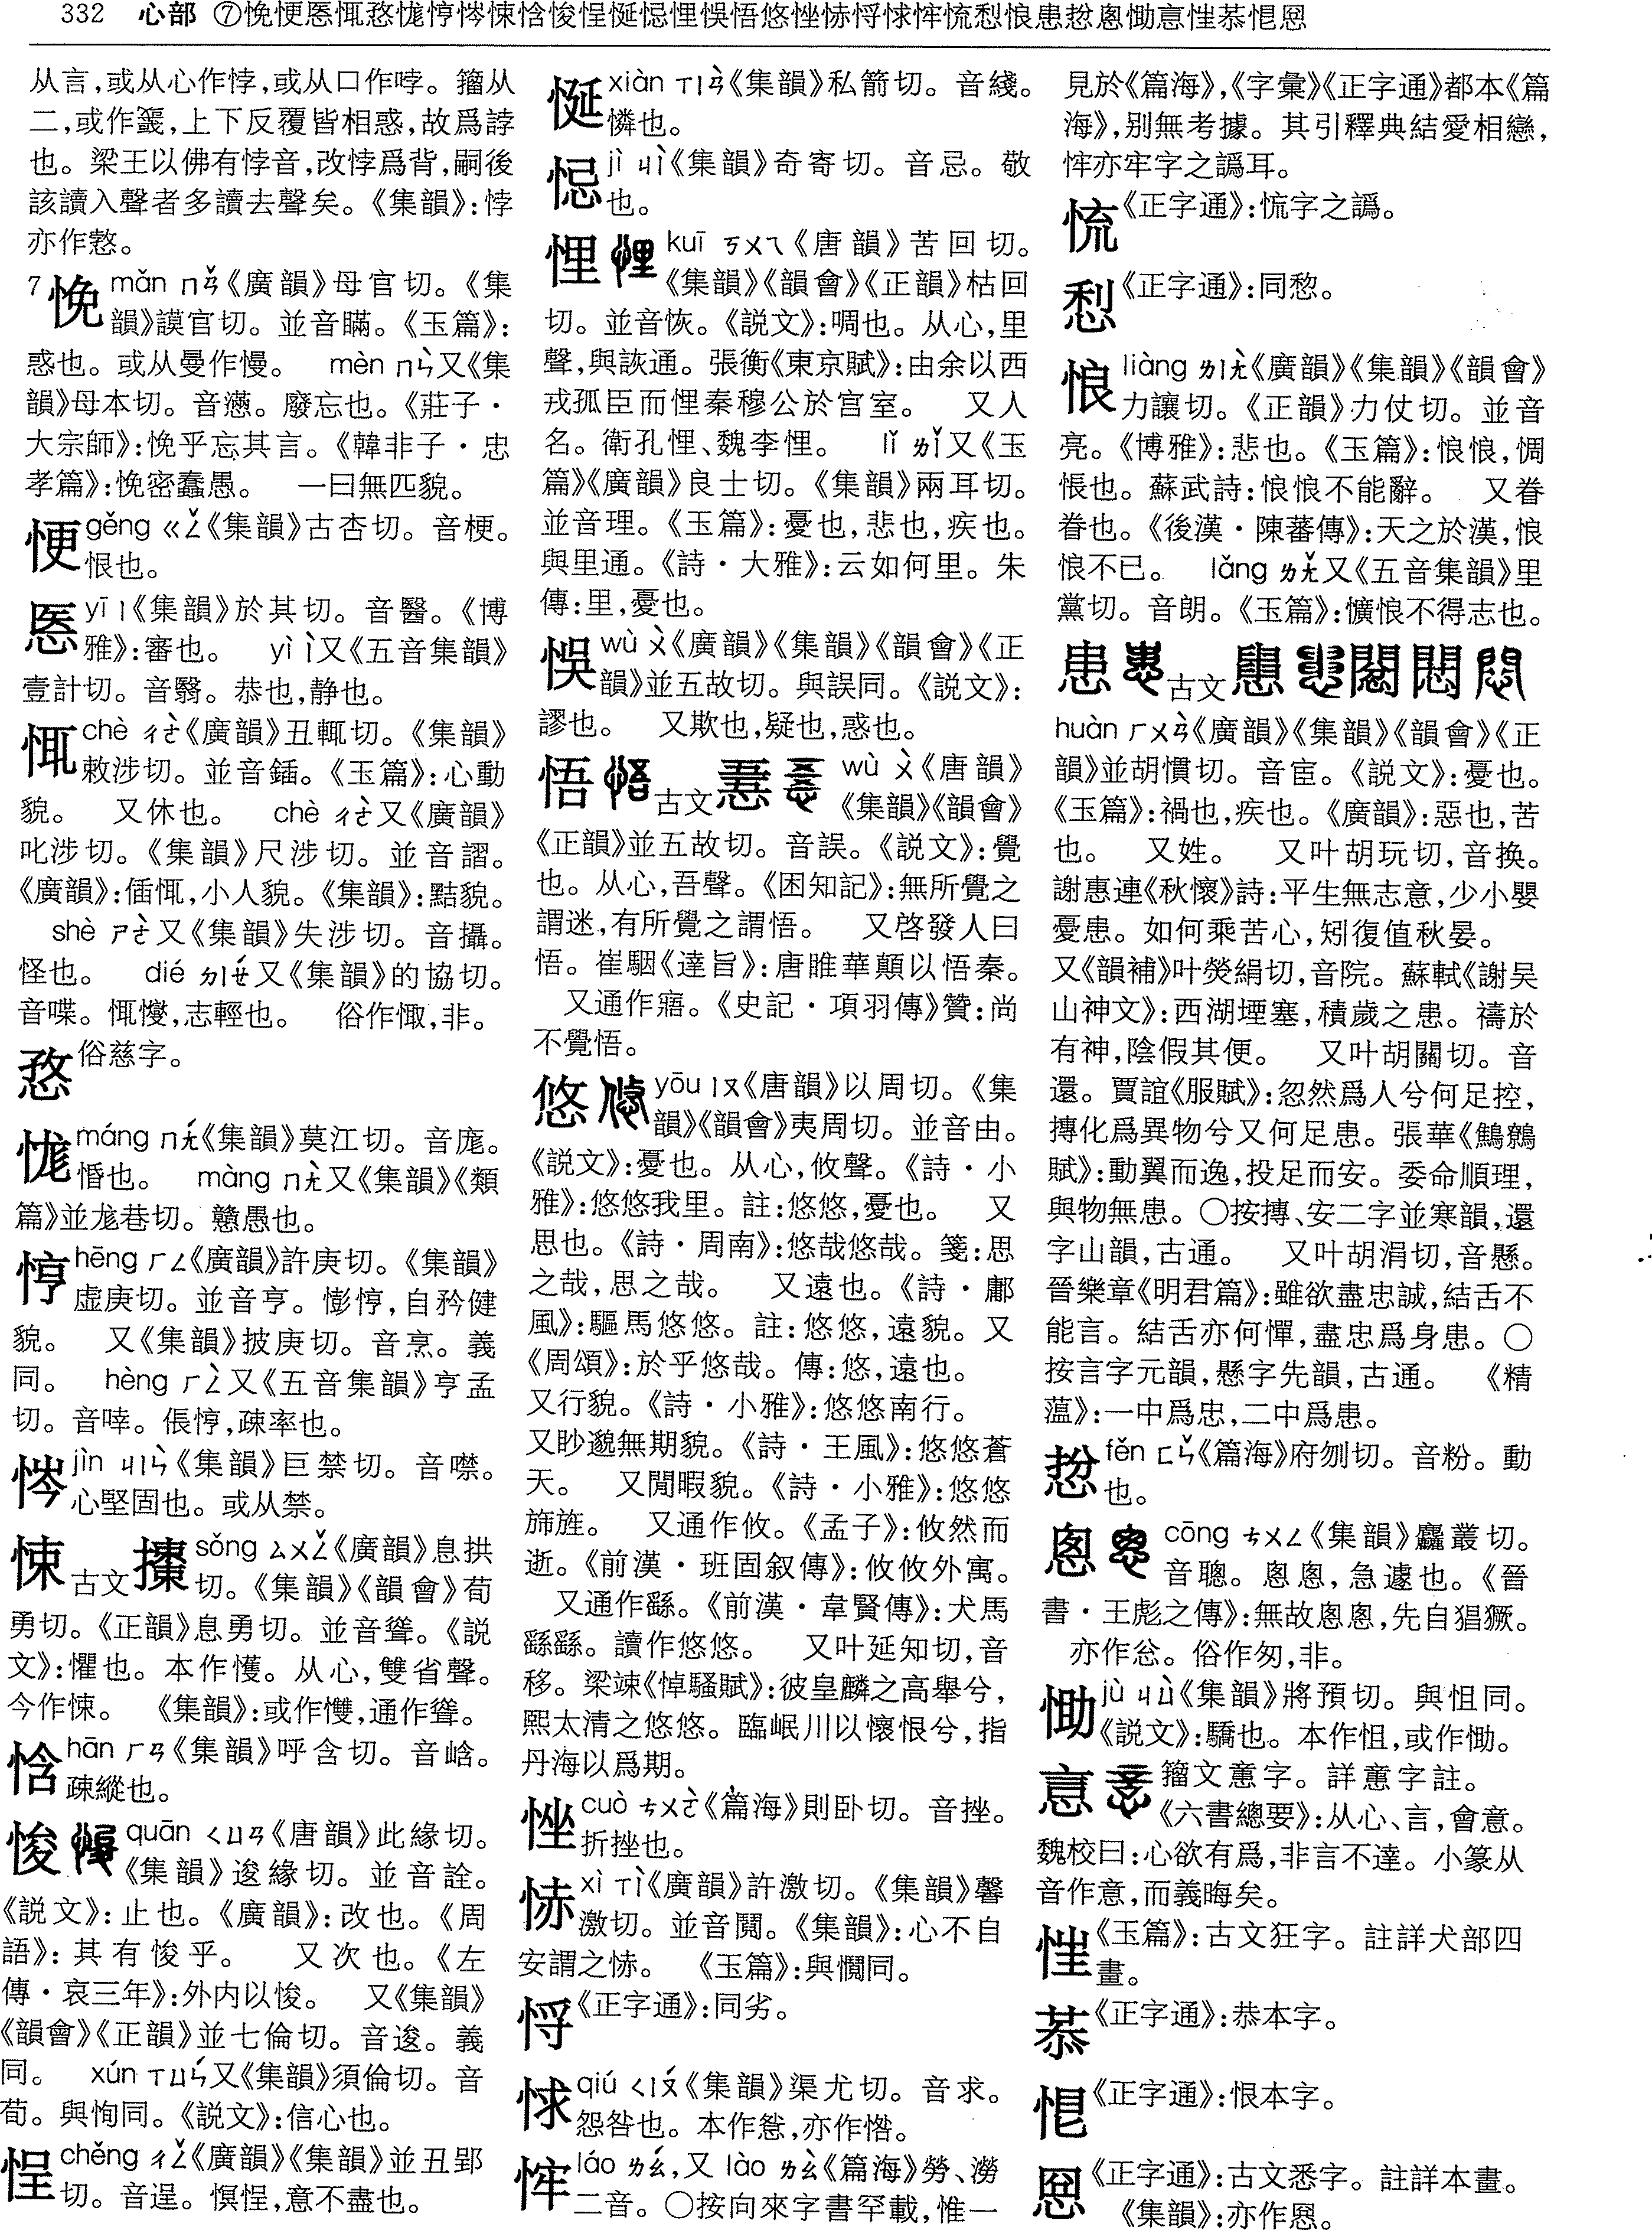 332 心部 ⑦悗悙㥋㤴悫㤶悙悋悚㤷悛悜㤿㤽悝悮悟悠㤰㤸㤹悂㤢㤺悡悢患㤋悤㤖㥁㤮㤨㤙恖
从言,或从心作悖,或从口作哱。籀从
二,或作𧮡,上下反覆皆相惑,故爲誖
也。梁王以佛有悖音,改悖爲背,嗣後
該讀入聲者多讀去聲矣。《集韻》:悖
亦作憝。
7悗 mǎn ㄇㄢˇ《廣韻》母官切。《集
韻》謨官切。並音瞞。《玉篇》:
惑也。或从曼作慢。 mèn ㄇㄣˋ又《集
韻》母本切。音懣。廢忘也。《莊子·
大宗師》:悗乎忘其言。《韓非子·忠
孝篇》:悗密蠢愚。 一曰無匹貌。
㤥 gěng ㄍㄥˇ《集韻》古杏切。音梗。
恨也。
㥋 yī ㄧ《集韻》於其切。音醫。《博
雅》:審也。 yì ㄧˋ又《五音集韻》
壹計切。音翳。恭也,静也。
㤴 chè ㄔㄜˋ《廣韻》丑輒切。《集韻》
敕涉切。並音鍤。《玉篇》:心動
貌。 又休也。 chè ㄔㄜˋ又《廣韻》
叱涉切。《集韻》尺涉切。並音謵。
《廣韻》:偛㤴,小人貌。《集韻》:黠貌。
shè ㄕㄜˋ又《集韻》失涉切。音攝。
怪也。 dié ㄉㄧㄝˊ又《集韻》的協切。
音喋。㤴㦪,志輕也。 俗作㥉,非。
悫 俗慈字。
㤶 máng ㄇㄤˊ《集韻》莫江切。音庬。
惛也。 màng ㄇㄤˋ又《集韻》《類
篇》並尨巷切。戇愚也。
悙 hēng ㄏㄥ《廣韻》許庚切。《集韻》
虚庚切。並音亨。憉悙,自矜健
貌。 又《集韻》披庚切。音烹。義
同。 hèng ㄏㄥˋ又《五音集韻》亨孟
切。音啈。倀悙,疎率也。
㤐 jìn ㄐㄧㄣˋ《集韻》巨禁切。音噤。
心堅固也。或从禁。
悚 古文㨤 sǒng ㄙㄨㄥˇ《廣韻》息拱
切。《集韻》《韻會》荀
勇切。《正韻》息勇切。並音聳。《説
文》:懼也。本作愯。从心,雙省聲。
今作悚。 《集韻》:或作㩳,通作聳。
㤷 hān ㄏㄢ《集韻》呼含切。音㟏。
疎縱也。
悛 quān ㄑㄩㄢ《唐韻》此緣切。
《集韻》逡緣切。並音詮。
《説文》:止也。《廣韻》:改也。《周
語》:其有悛乎。 又次也。《左
傳·哀三年》:外内以悛。 又《集韻》
《韻會》《正韻》並七倫切。音逡。義
同。 xún ㄒㄩㄣˊ又《集韻》須倫切。音
荀。與恂同。《説文》:信心也。
悜 chěng ㄔㄥˇ《廣韻》《集韻》並丑郢
切。音逞。愩悜,意不盡也。
㤿 xiàn ㄒㄧㄢˋ《集韻》私箭切。音綫。
憐也。
㤽 jì ㄐㄧˋ《集韻》奇寄切。音忌。敬
也。
悝 kuī ㄎㄨㄟ《唐韻》苦回切。
《集韻》《韻會》《正韻》枯回
切。並音恢。《説文》:啁也。从心,里
聲,與詼通。張衡《東京賦》:由余以西
戎孤臣而悝秦穆公於宫室。 又人
名。衛孔悝、魏李悝。 lǐ ㄌㄧˇ又《玉
篇》《廣韻》良士切。《集韻》兩耳切。
並音理。《玉篇》:憂也,悲也,疾也。
與里通。《詩·大雅》:云如何里。朱
傳:里,憂也。
悮 wù ㄨˋ《廣韻》《集韻》《韻會》《正
韻》並五故切。與誤同。《説文》:
謬也。 又欺也,疑也,惑也。
悟 古文㥀 wù ㄨˋ《唐韻》
《集韻》《韻會》
《正韻》並五故切。音誤。《説文》:覺
也。从心,吾聲。《困知記》:無所覺之
謂迷,有所覺之謂悟。 又啓發人曰
悟。崔駰《達旨》:唐雎華顛以悟秦。
又通作寤。《史記·項羽傳》贊:尚
不覺悟。
悠 yōu ㄧㄡ《唐韻》以周切。《集
韻》《韻會》夷周切。並音由。
《説文》:憂也。从心,攸聲。《詩·小
雅》:悠悠我里。註:悠悠,憂也。 又
思也。《詩·周南》:悠哉悠哉。箋:思
之哉,思之哉。 又遠也。《詩·鄘
風》:驅馬悠悠。註:悠悠,遠貌。又
《周頌》:於乎悠哉。傳:悠,遠也。
又行貌。《詩·小雅》:悠悠南行。
又眇邈無期貌。《詩·王風》:悠悠蒼
天。 又閒暇貌。《詩·小雅》:悠悠
斾旌。 又通作攸。《孟子》:攸然而
逝。《前漢·班固叙傳》:攸攸外寓。
又通作繇。《前漢·韋賢傳》:犬馬
繇繇。讀作悠悠。 又叶延知切,音
移。梁竦《悼騷賦》:彼皇麟之高舉兮,
熙太清之悠悠。臨岷川以懷恨兮,指
丹海以爲期。
㤰 cuò ㄘㄨㄛˋ《篇海》則卧切。音挫。
折挫也。
㤸 xì ㄒㄧˋ《廣韻》許激切。《集韻》馨
激切。並音鬩。《集韻》:心不自
安謂之㤸。 《玉篇》:與憪同。
㤕 《正字通》:同劣。
㤹 qiú ㄑㄧㄡˊ《集韻》渠尤切。音求。
怨咎也。本作惄,亦作㥒。
㤢 láo ㄌㄠˊ,又 lào ㄌㄠˋ《篇海》勞、澇
二音。〇按向來字書罕載,惟一
見於《篇海》,《字彙》《正字通》都本《篇
海》,别無考據。其引釋典結愛相戀,
㤢亦牢字之譌耳。
㤺 《正字通》:慌字之譌。
悡 《正字通》:同㴝。
悢 liàng ㄌㄧㄤˋ《廣韻》《集韻》《韻會》
力讓切。《正韻》力仗切。並音
亮。《博雅》:悲也。《玉篇》:悢悢,惆
悵也。蘇武詩:悢悢不能辭。 又眷
眷也。《後漢·陳蕃傳》:天之於漢,悢
悢不已。 lǎng ㄌㄤˇ又《五音集韻》里
黨切。音朗。《玉篇》:懭悢不得志也。
患 古文
huàn ㄏㄨㄢˋ《廣韻》《集韻》《韻會》《正
韻》並胡慣切。音宦。《説文》:憂也。
《玉篇》:禍也,疾也。《廣韻》:惡也,苦
也。 又姓。 又叶胡玩切,音换。
謝惠連《秋懷》詩:平生無志意,少小嬰
憂患。如何乘苦心,矧復值秋晏。
又《韻補》叶熒絹切,音院。蘇軾《謝吴
山神文》:西湖堙塞,積歲之患。禱於
有神,陰假其便。 又叶胡關切。音
還。賈誼《服賦》:忽然爲人兮何足控,
摶化爲異物兮又何足患。張華《鷦鷯
賦》:動翼而逸,投足而安。委命順理,
與物無患。〇按摶、安二字並寒韻,還
字山韻,古通。 又叶胡涓切,音懸。
晉樂章《明君篇》:雖欲盡忠誠,結舌不
能言。結舌亦何憚,盡忠爲身患。〇
按言字元韻,懸字先韻,古通。 《精
薀》:一中爲忠,二中爲患。
㤋 fěn ㄈㄣˇ《篇海》府刎切。音粉。動
也。
悤 cōng ㄘㄨㄥ《集韻》麤叢切。
音聰。悤悤,急遽也。《晉
書·王彪之傳》:無故悤悤,先自猖獗。
亦作忩。俗作匆,非。
㤖 jù ㄐㄩˋ《集韻》將預切。與怚同。
《説文》:驕也。本作怚,或作㤖。
㥁 籀文意字。詳意字註。
《六書總要》:从心、言,會意。
魏校曰:心欲有爲,非言不達。小篆从
音作意,而義晦矣。
㤮 《玉篇》:古文狂字。註詳犬部四
畫。
㤨 《正字通》:恭本字。
㤙 《正字通》:恨本字。
恖 《正字通》:古文悉字。註詳本畫。
《集韻》:亦作恩。